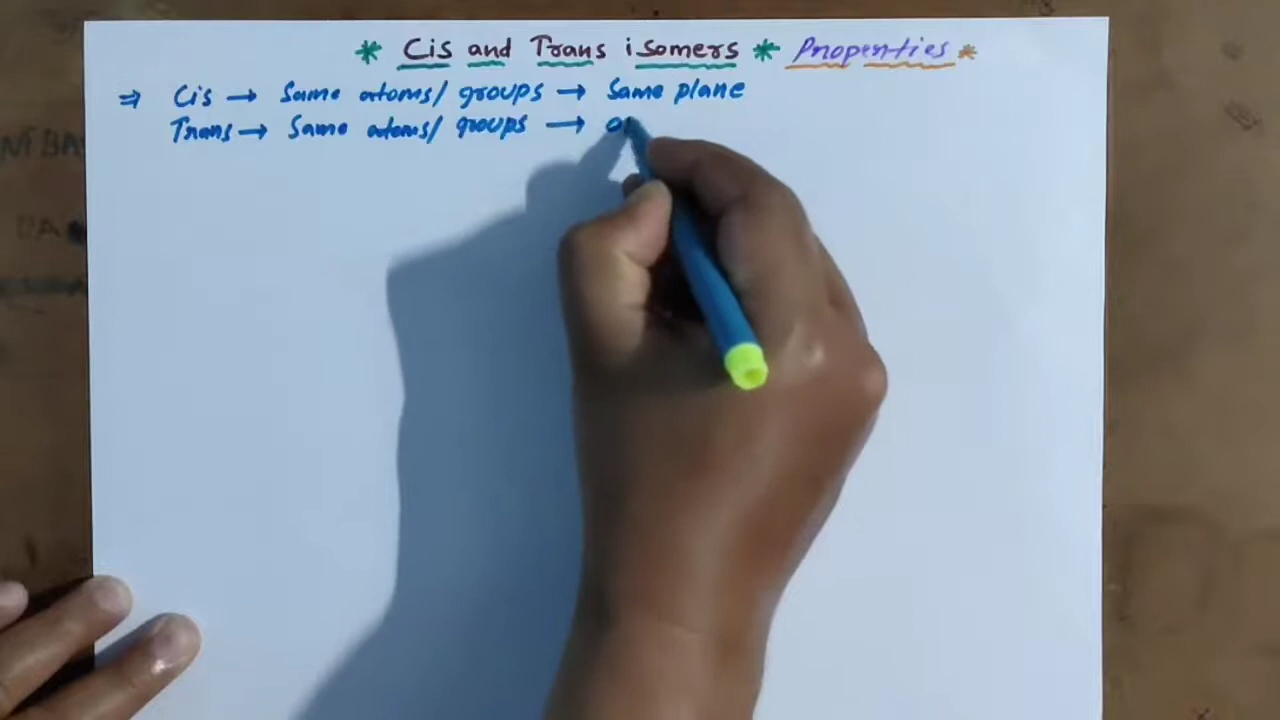 * Cis and Trans isomers * Properties *
⇒ Cis → Same atoms/ groups → Same plane
Trans → Same atoms/ groups → o